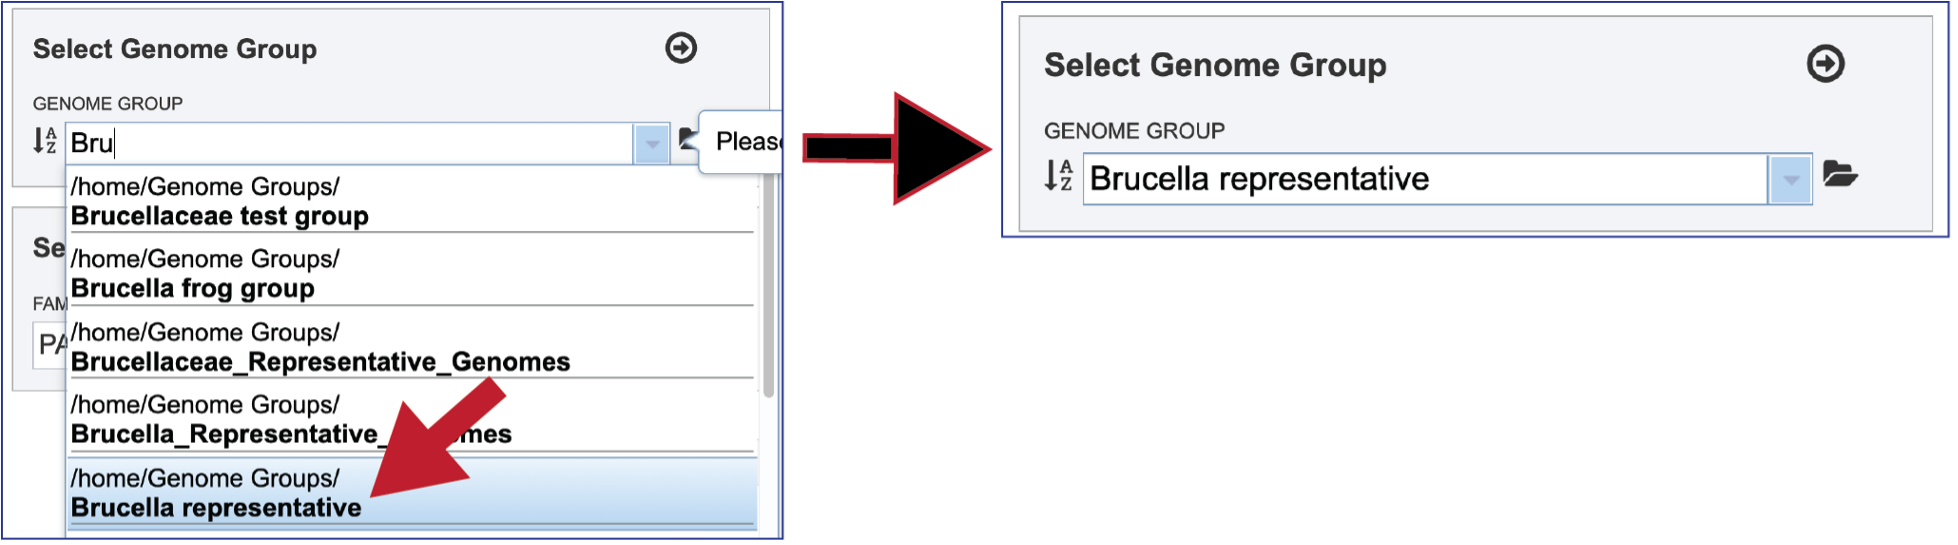 Select Genome Group
GENOME GROUP
A
Z
Bru
Pleas
/home/Genome Groups/
Brucellaceae test group
/home/Genome Groups/
Brucella frog group
Se
/home/Genome Groups/
Brucellaceae_Representative_Genomes
FAM
PA
/home/Genome Groups/
Brucella_Representative_ omes
/home/Genome Groups/
Brucella representative
Select Genome Group
GENOME GROUP
A
Z
Brucella representative